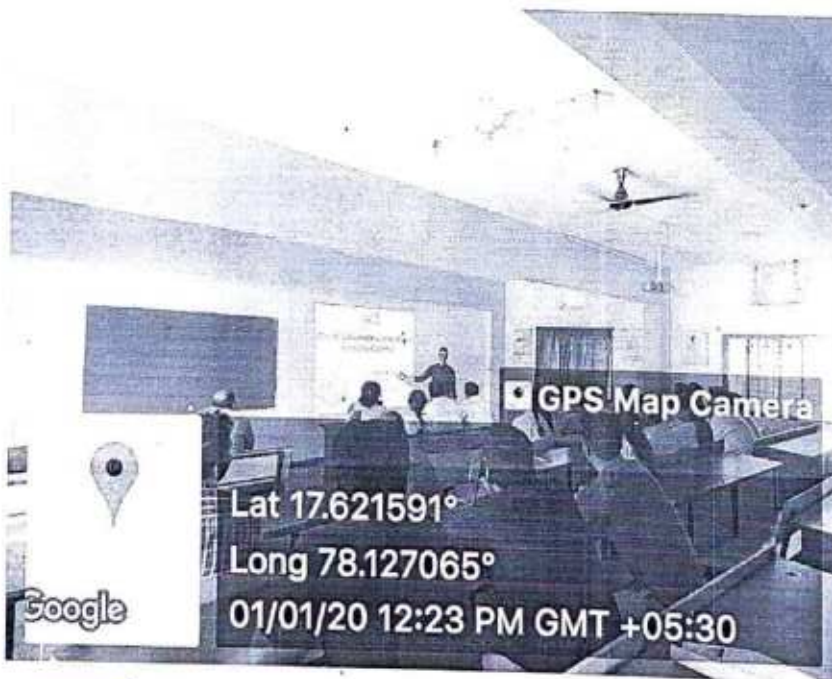 GPS Map Camera
Lat 17.621591°
Long 78.127065°
01/01/20 12:23 PM GMT +05:30
Google